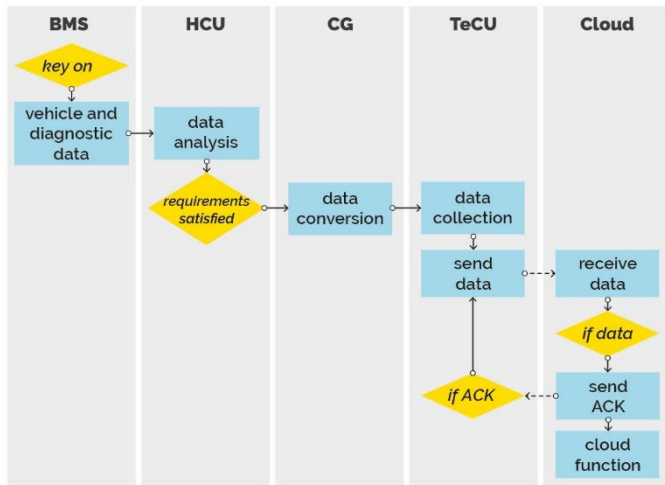 BMS
HCU
CG
TeCU
Cloud
key on
vehicle and
diagnostic
data
data
analysis
requirements
satisfied
data
conversion
data
collection
send
data
receive
data
if data
if ACK
send
ACK
cloud
function